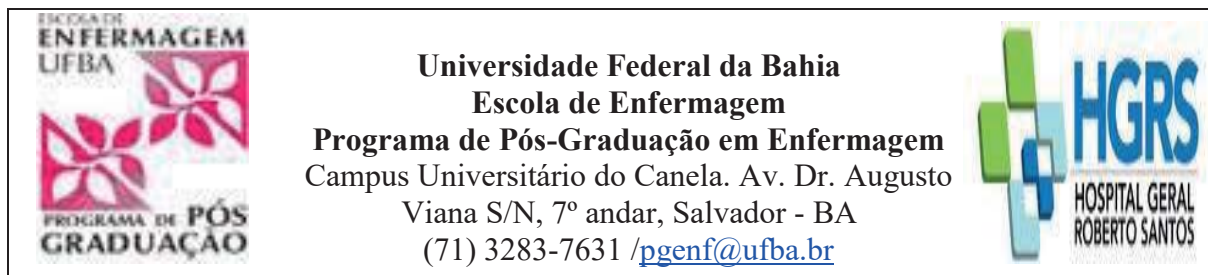 ESCOLA DE
ENFERMAGEM
UFBA
PROGRAMA DE PÓS
GRADUAÇÃO
Universidade Federal da Bahia
Escola de Enfermagem
Programa de Pós-Graduação em Enfermagem
Campus Universitário do Canela. Av. Dr. Augusto
Viana S/N, 7º andar, Salvador - BA
(71) 3283-7631 /pgenf@ufba.br
HGRS
HOSPITAL GERAL
ROBERTO SANTOS